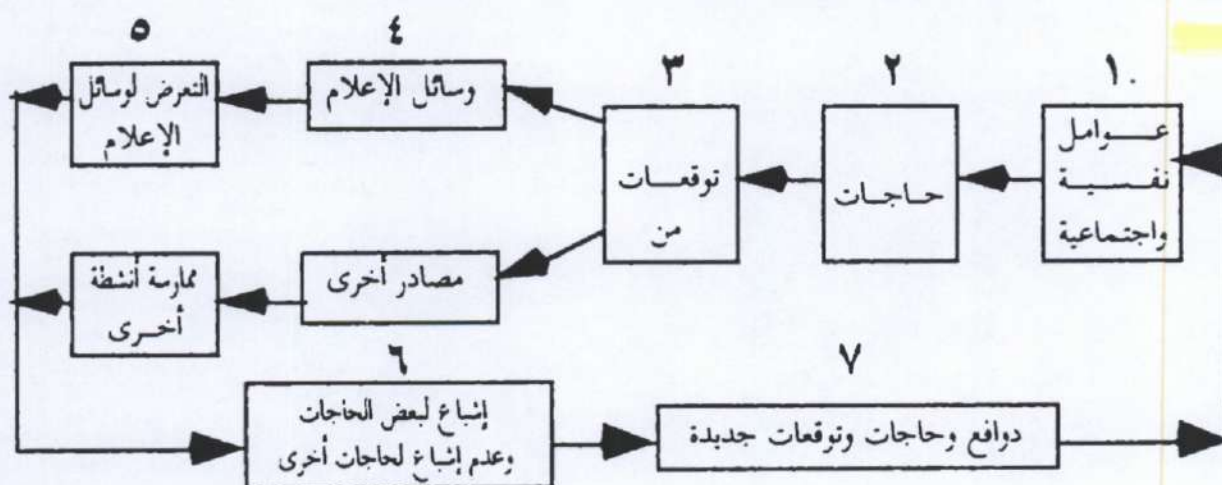 ١٠
عوامل
نفسية
واجتماعية
٢
حاجات
٣
توقعات
من
٤
وسائل الإعلام
٥
التعرض لوسائل
الإعلام
مصادر أخرى
ممارسة أنشطة
أخرى
٦
إشباع لبعض الحاجات
وعدم إشباع لحاجات أخرى
٧
دوافع وحاجات وتوقعات جديدة